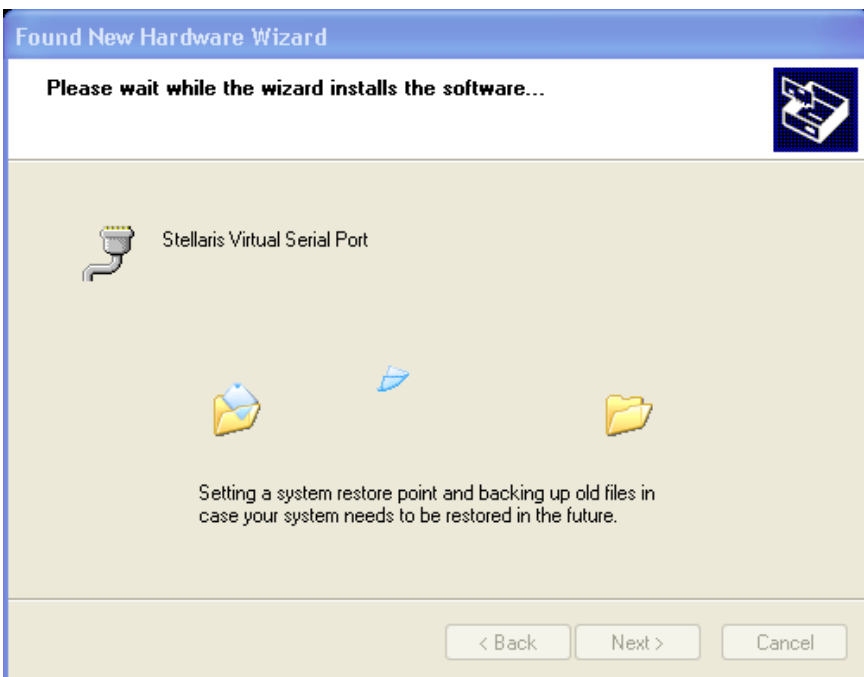 Found New Hardware Wizard
Please wait while the wizard installs the software...
Stellaris Virtual Serial Port
Setting a system restore point and backing up old files in
case your system needs to be restored in the future.
< Back Next > Cancel